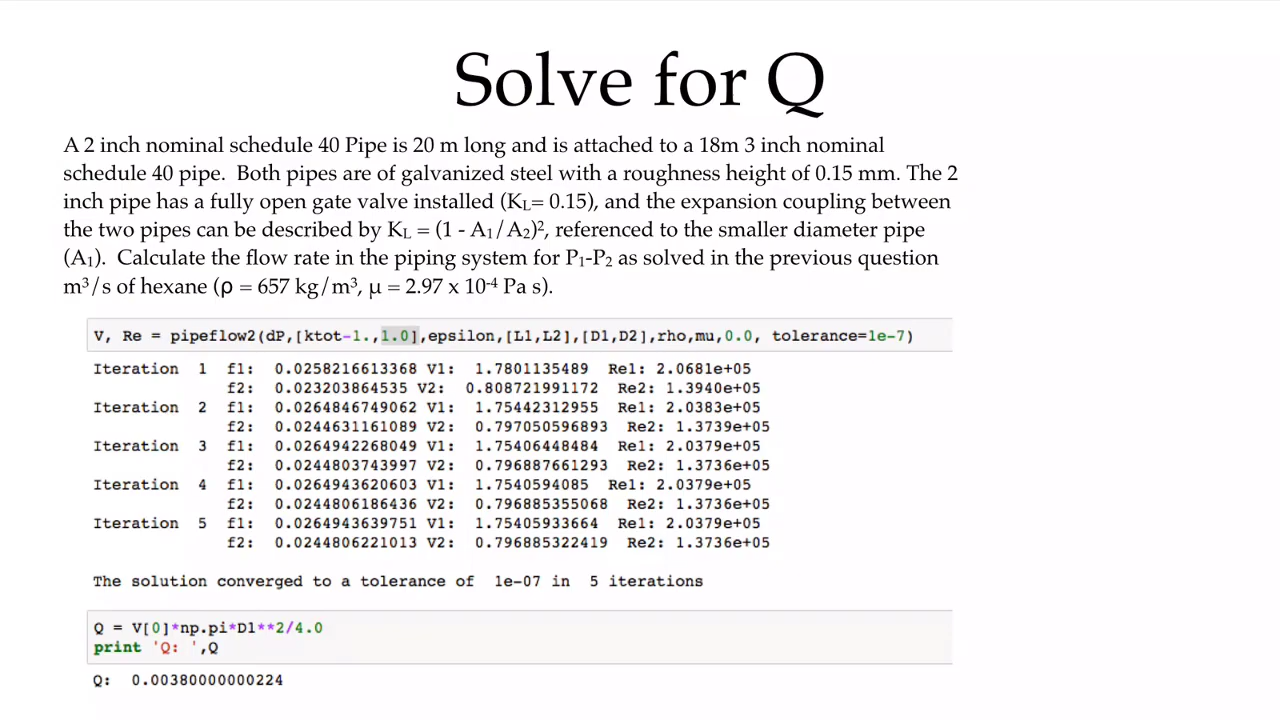 Solve for Q
A 2 inch nominal schedule 40 Pipe is 20 m long and is attached to a 18m 3 inch nominal
schedule 40 pipe. Both pipes are of galvanized steel with a roughness height of 0.15 mm. The 2
inch pipe has a fully open gate valve installed (KL= 0.15), and the expansion coupling between
the two pipes can be described by KL = (1 - A1/A2)², referenced to the smaller diameter pipe
(A1). Calculate the flow rate in the piping system for P1-P2 as solved in the previous question
m³/s of hexane (ρ = 657 kg/m³, μ = 2.97 x 10⁻⁴ Pa s).
V, Re = pipeflow2(dP,[ktot-1.,1.0],epsilon,[L1,L2],[D1,D2],rho,mu,0.0, tolerance=1e-7)
Iteration 1 f1: 0.0258216613368 V1: 1.7801135489 Re1: 2.0681e+05
f2: 0.023203864535 V2: 0.808721991172 Re2: 1.3940e+05
Iteration 2 f1: 0.0264846749062 V1: 1.75442312955 Re1: 2.0383e+05
f2: 0.0244631161089 V2: 0.797050596893 Re2: 1.3739e+05
Iteration 3 f1: 0.0264942268049 V1: 1.75406448484 Re1: 2.0379e+05
f2: 0.0244803743997 V2: 0.796887661293 Re2: 1.3736e+05
Iteration 4 f1: 0.0264943620603 V1: 1.7540594085 Re1: 2.0379e+05
f2: 0.0244806186436 V2: 0.796885355068 Re2: 1.3736e+05
Iteration 5 f1: 0.0264943639751 V1: 1.75405933664 Re1: 2.0379e+05
f2: 0.0244806221013 V2: 0.796885322419 Re2: 1.3736e+05
The solution converged to a tolerance of 1e-07 in 5 iterations
Q = V[0]*np.pi*D1**2/4.0
print 'Q: ',Q
Q: 0.00380000000224